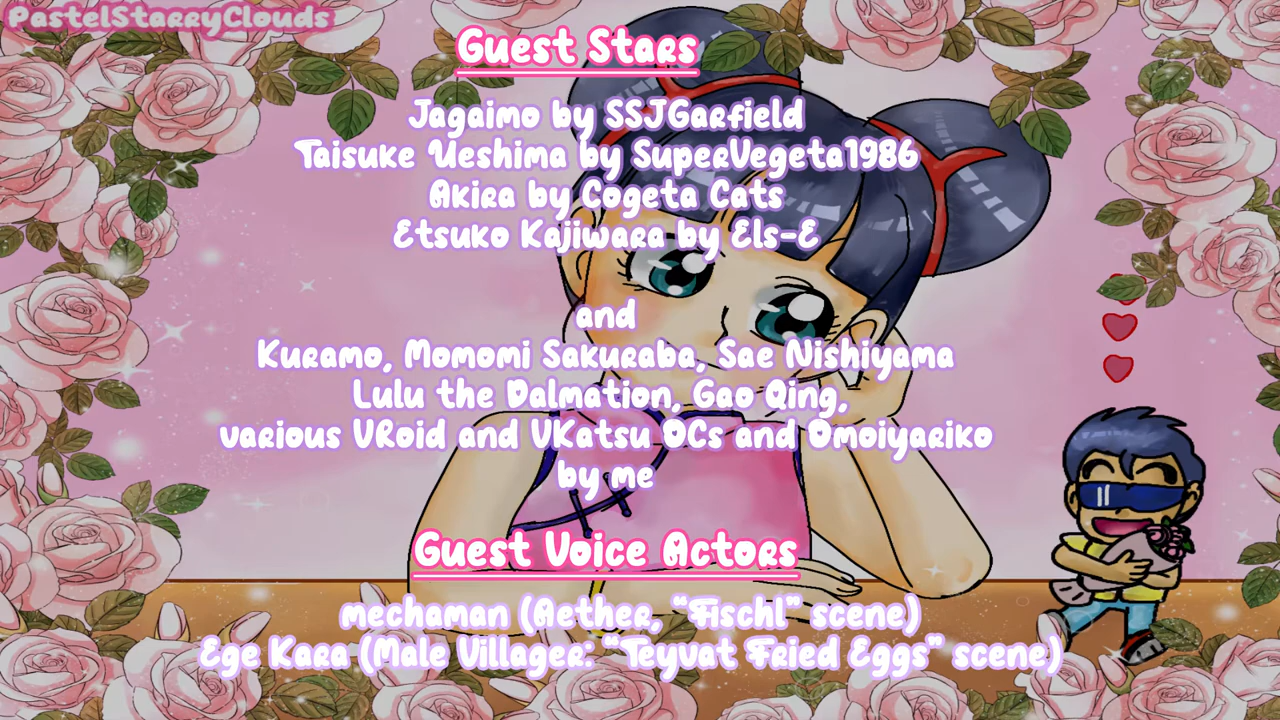 PastelStarryClouds
Guest Stars
Jagaimo by SSJGarfield
Taisuke Ueshima by SuperVegeta1986
Akira by Cogeta Cats
Etsuko Kajiwara by Els-E
and
Kuramo, Momomi Sakuraba, Sae Nishiyama
Lulu the Dalmation, Gao Qing,
various VRoid and VKatsu OCs and Omoiyariko
by me
Guest Voice Actors
mechaman (Aether, "Fischl" scene)
Ege Kara (Male Villager: "Teyvat Fried Eggs" scene)